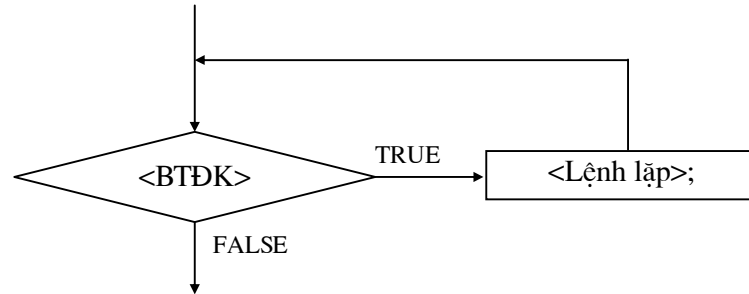 TRUE
<BTĐK>
<Lệnh lặp>;
FALSE